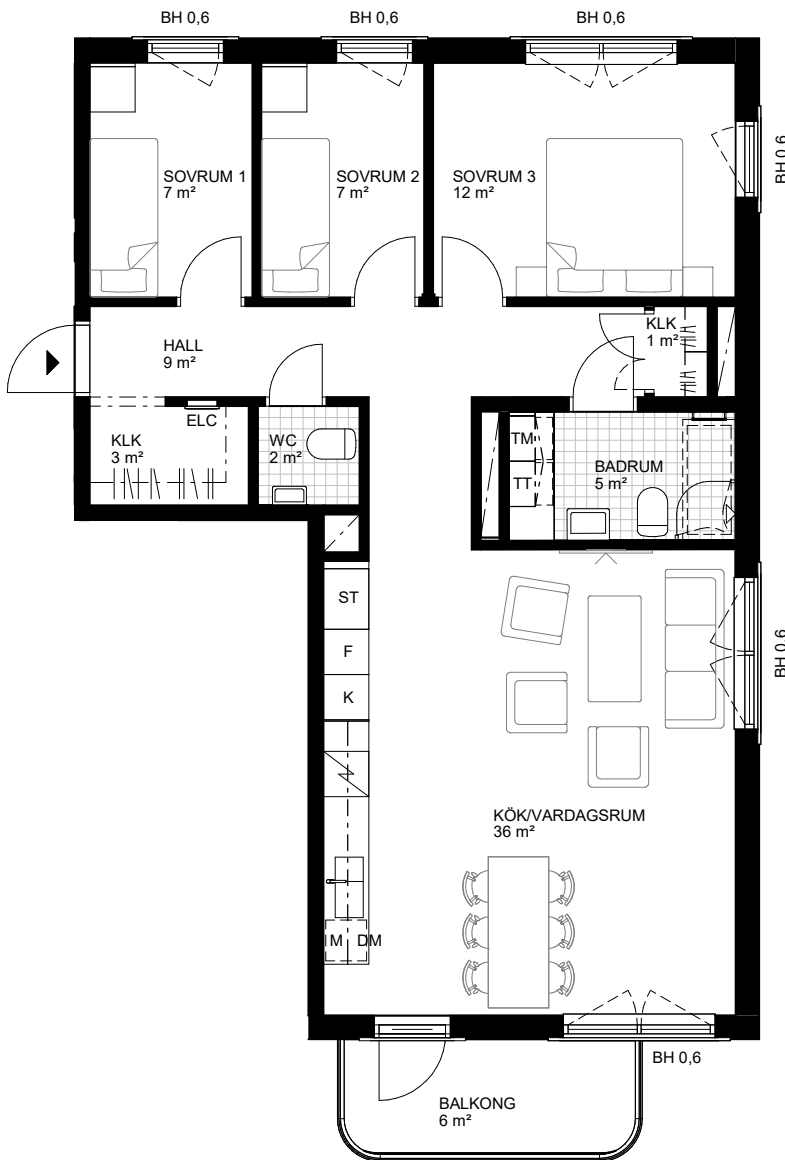 BH 0,6
BH 0,6
BH 0,6
BH 0,6
SOVRUM 1
7 m²
SOVRUM 2
7 m²
SOVRUM 3
12 m²
HALL
9 m²
KLK
1 m²
ELC
KLK
3 m²
WC
2 m²
TM
TT
BADRUM
5 m²
ST
F
K
BH 0,6
KÖK/VARDAGSRUM
36 m²
M DM
BH 0,6
BALKONG
6 m²